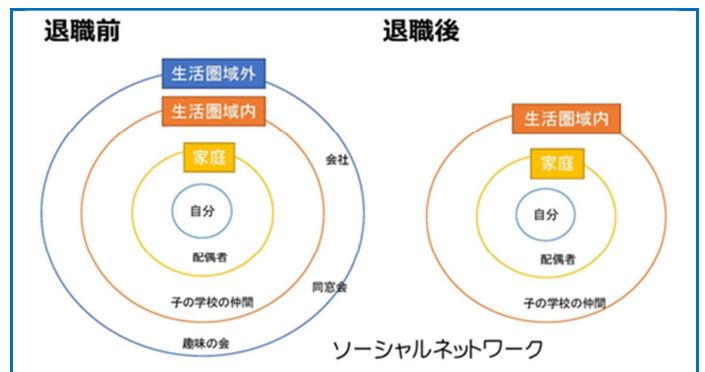 退職前
生活圏域外
生活圏域内
家庭
会社
自分
配偶者
子の学校の仲間
同窓会
趣味の会
退職後
生活圏域内
家庭
自分
配偶者
子の学校の仲間
ソーシャルネットワーク